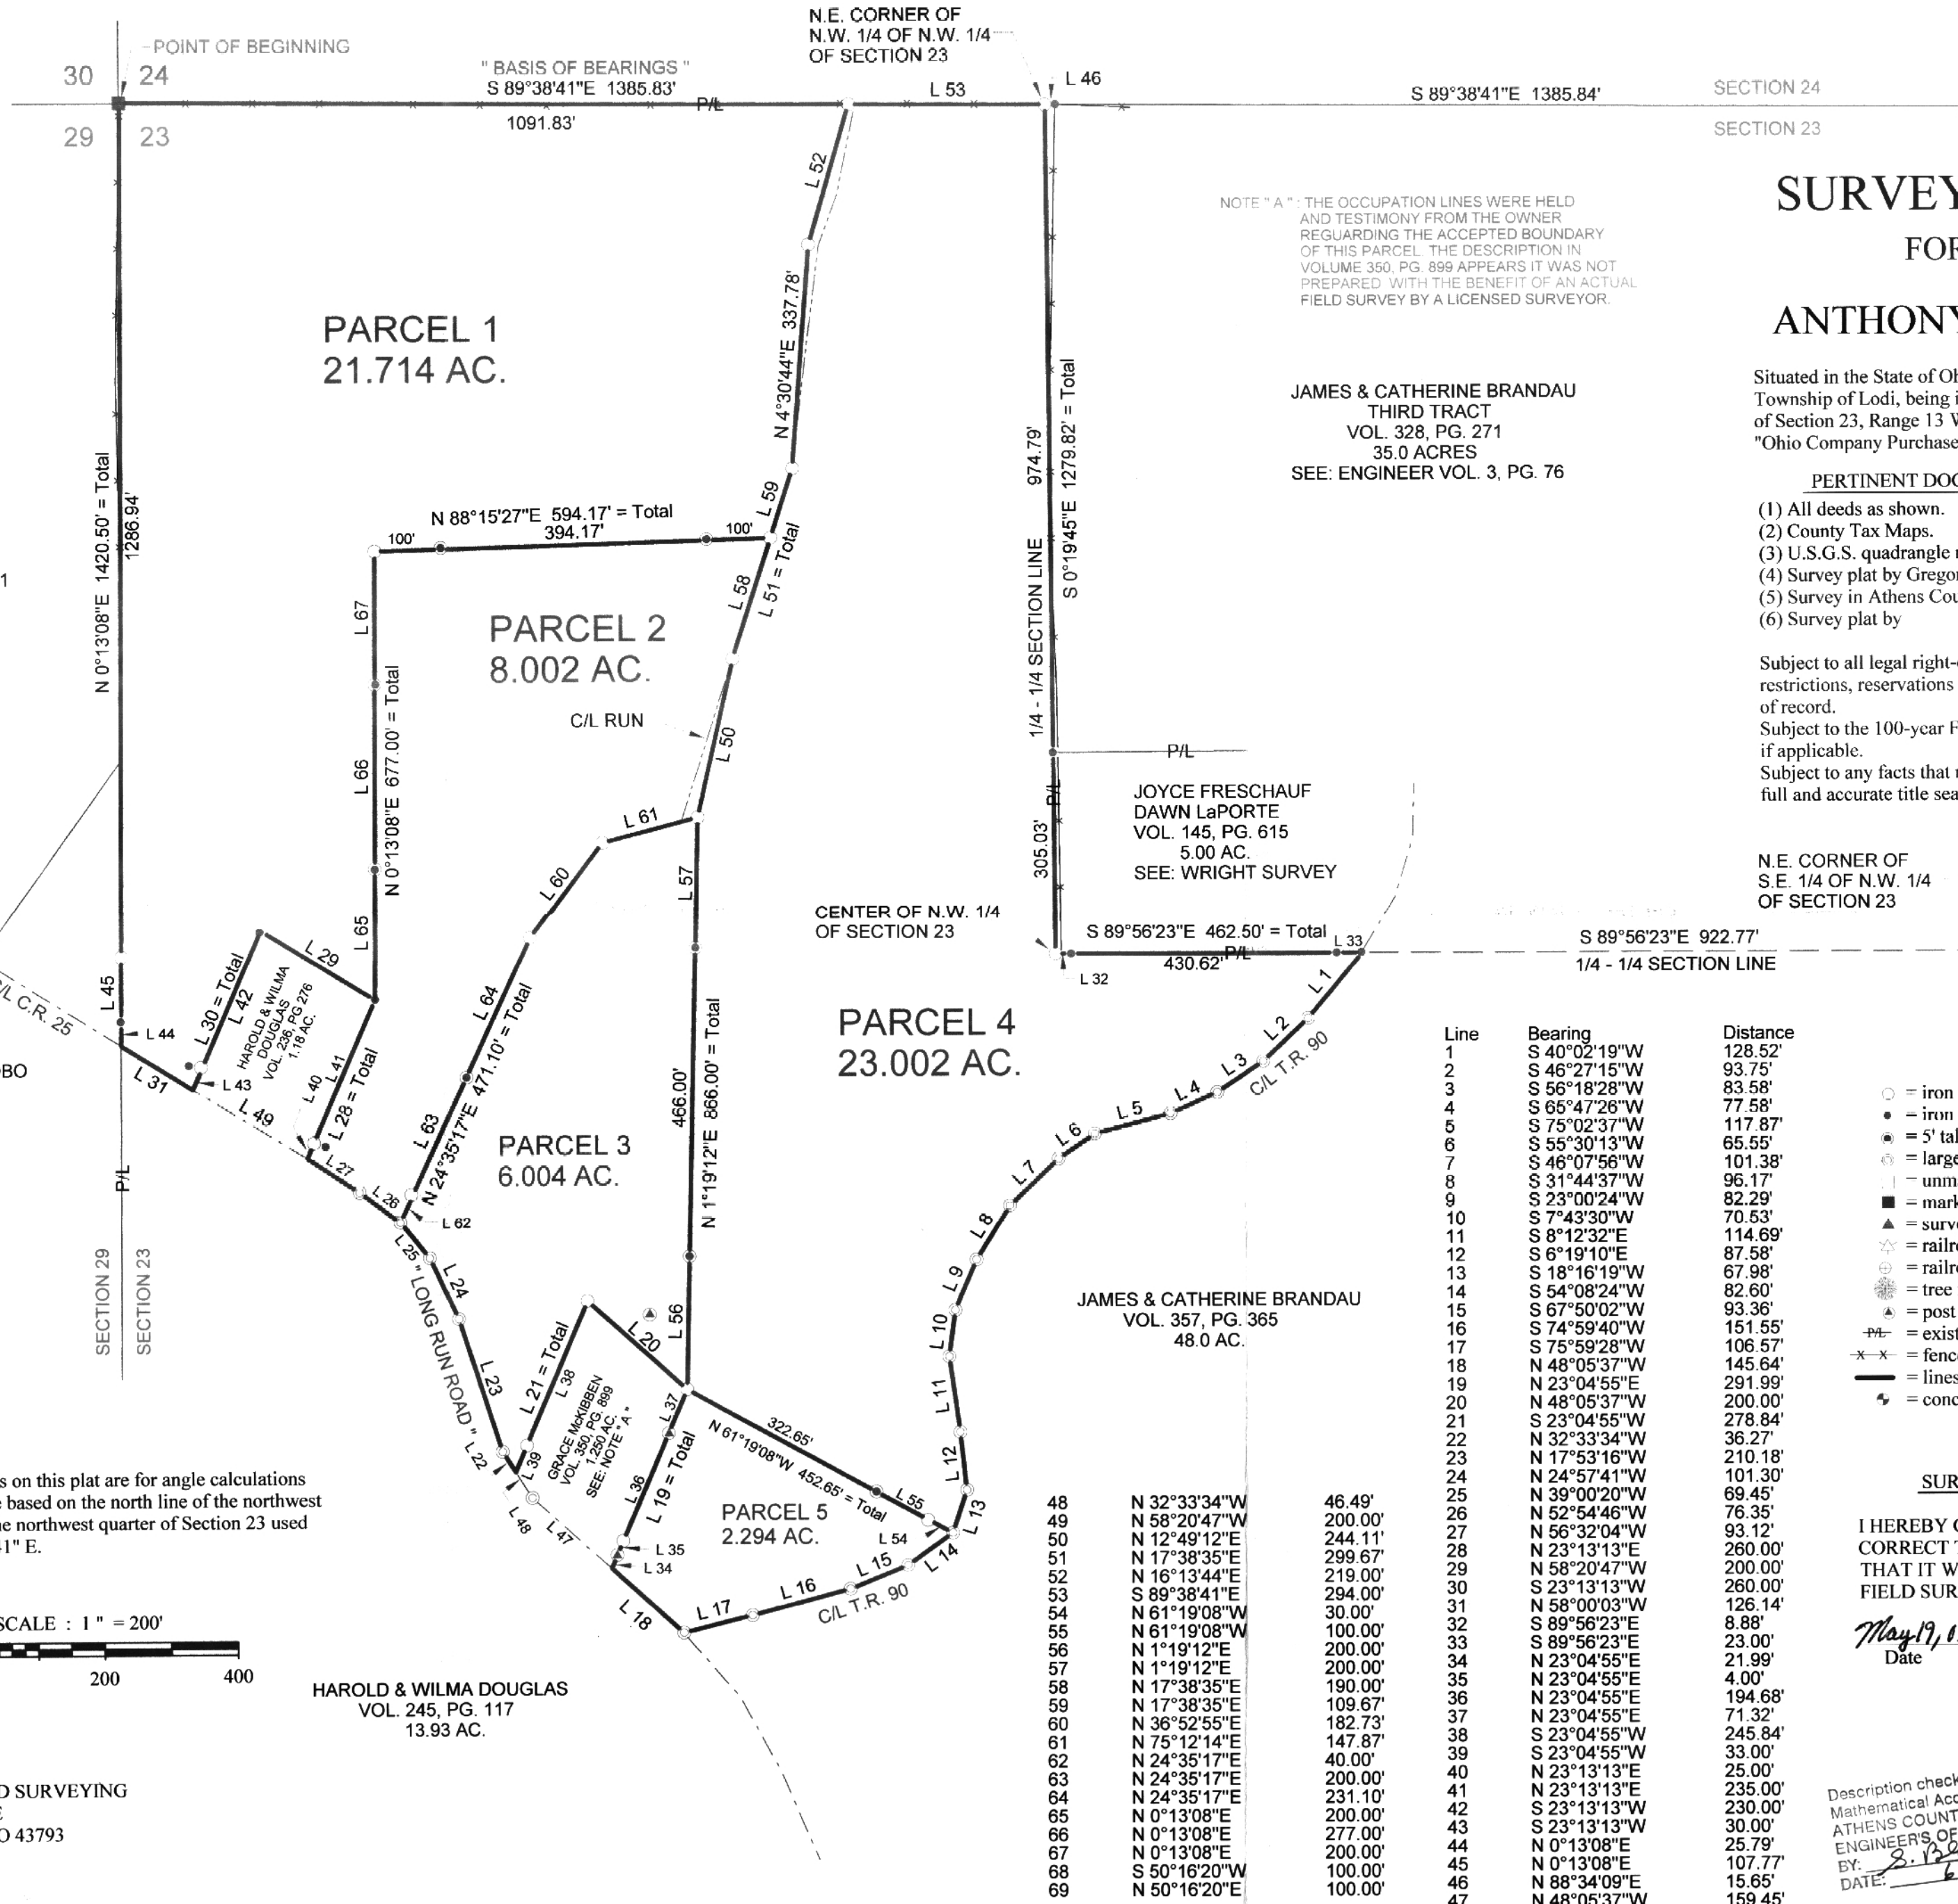 N.E. CORNER OF
N.W. 1/4 OF N.W. 1/4
OF SECTION 23
POINT OF BEGINNING
30 24
29 23
" BASIS OF BEARINGS "
S 89°38'41"E 1385.83'
P/L
1091.83'
L 53
L 46
S 89°38'41"E 1385.84'
SECTION 24
SECTION 23
L 52
NOTE " A " : THE OCCUPATION LINES WERE HELD
AND TESTIMONY FROM THE OWNER
REGUARDING THE ACCEPTED BOUNDARY
OF THIS PARCEL. THE DESCRIPTION IN
VOLUME 350, PG. 899 APPEARS IT WAS NOT
PREPARED WITH THE BENEFIT OF AN ACTUAL
FIELD SURVEY BY A LICENSED SURVEYOR.
SURVEY
FOR
ANTHONY
Situated in the State of Oh
Township of Lodi, being i
of Section 23, Range 13 W
"Ohio Company Purchase
PERTINENT DOC
(1) All deeds as shown.
(2) County Tax Maps.
(3) U.S.G.S. quadrangle
(4) Survey plat by Gregor
(5) Survey in Athens Cou
(6) Survey plat by
Subject to all legal right-
restrictions, reservations
of record.
Subject to the 100-year F
if applicable.
Subject to any facts that
full and accurate title sea
PARCEL 1
21.714 AC.
N 4°30'44"E 337.78'
JAMES & CATHERINE BRANDAU
THIRD TRACT
VOL. 328, PG. 271
35.0 ACRES
SEE: ENGINEER VOL. 3, PG. 76
N 0°13'08"E 1420.50' = Total
1286.94'
974.79'
S 0°19'45"E 1279.82' = Total
1/4 - 1/4 SECTION LINE
L 59
N 88°15'27"E 594.17' = Total
100'
394.17'
100'
L 58
L 51 = Total
L 67
PARCEL 2
8.002 AC.
1
L 66
N 0°13'08"E 677.00' = Total
C/L RUN
L 50
P/L
P/L
305.03'
JOYCE FRESCHAUF
DAWN LaPORTE
VOL. 145, PG. 615
5.00 AC.
SEE: WRIGHT SURVEY
L 61
L 60
L 57
L 65
CENTER OF N.W. 1/4
OF SECTION 23
N.E. CORNER OF
S.E. 1/4 OF N.W. 1/4
OF SECTION 23
S 89°56'23"E 462.50' = Total
L 33
430.62'
P/L
L 32
S 89°56'23"E 922.77'
1/4 - 1/4 SECTION LINE
L 29
C/L C.R. 25
L 45
L 44
L 30 = Total
L 42
HAROLD & WILMA
DOUGLAS
VOL. 236, PG 276
1.18 AC.
L 31
L 43
L 49
L 40
L 41
L 28 = Total
BO
L 64
L 63
N 24°35'17"E 471.10' = Total
PARCEL 4
23.002 AC.
L 1
L 2
L 3
L 4
L 5
L 6
L 7
L 8
L 9
L 10
L 11
L 12
L 13
C/L T.R. 90
466.00'
N 1°19'12"E 866.00' = Total
PARCEL 3
6.004 AC.
L 27
L 26
L 62
L 25
L 24
P/L
SECTION 29
SECTION 23
" LONG RUN ROAD "
L 23
L 22
L 21 = Total
L 38
L 20
L 56
L 39
GRACE McKIBBEN
VOL. 350, PG. 899
1.250 AC.
SEE: NOTE " A "
L 37
L 36
L 19 = Total
322.65'
N 61°19'08"W 452.65' = Total
L 55
L 54
JAMES & CATHERINE BRANDAU
VOL. 357, PG. 365
48.0 AC.
PARCEL 5
2.294 AC.
L 48
L 47
L 35
L 34
L 18
L 17
L 16
L 15
L 14
C/L T.R. 90
s on this plat are for angle calculations
e based on the north line of the northwest
he northwest quarter of Section 23 used
1" E.
SCALE : 1 " = 200'
200 400
HAROLD & WILMA DOUGLAS
VOL. 245, PG. 117
13.93 AC.
D SURVEYING
E
O 43793
Line Bearing Distance
1 S 40°02'19"W 128.52'
2 S 46°27'15"W 93.75'
3 S 56°18'28"W 83.58'
4 S 65°47'26"W 77.58'
5 S 75°02'37"W 117.87'
6 S 55°30'13"W 65.55'
7 S 46°07'56"W 101.38'
8 S 31°44'37"W 96.17'
9 S 23°00'24"W 82.29'
10 S 7°43'30"W 70.53'
11 S 8°12'32"E 114.69'
12 S 6°19'10"E 87.58'
13 S 18°16'19"W 67.98'
14 S 54°08'24"W 82.60'
15 S 67°50'02"W 93.36'
16 S 74°59'40"W 151.55'
17 S 75°59'28"W 106.57'
18 N 48°05'37"W 145.64'
19 N 23°04'55"E 291.99'
20 N 48°05'37"W 200.00'
21 S 23°04'55"W 278.84'
22 N 32°33'34"W 36.27'
23 N 17°53'16"W 210.18'
24 N 24°57'41"W 101.30'
25 N 39°00'20"W 69.45'
26 N 52°54'46"W 76.35'
27 N 56°32'04"W 93.12'
28 N 23°13'13"E 260.00'
29 N 58°20'47"W 200.00'
30 S 23°13'13"W 260.00'
31 N 58°00'03"W 126.14'
32 S 89°56'23"E 8.88'
33 S 89°56'23"E 23.00'
34 N 23°04'55"E 21.99'
35 N 23°04'55"E 4.00'
36 N 23°04'55"E 194.68'
37 N 23°04'55"E 71.32'
38 S 23°04'55"W 245.84'
39 S 23°04'55"W 33.00'
40 N 23°13'13"E 25.00'
41 N 23°13'13"E 235.00'
42 S 23°13'13"W 230.00'
43 S 23°13'13"W 30.00'
44 N 0°13'08"E 25.79'
45 N 0°13'08"E 107.77'
46 N 88°34'09"E 15.65'
47 N 48°05'37"W 159.45'
48 N 32°33'34"W 46.49'
49 N 58°20'47"W 200.00'
50 N 12°49'12"E 244.11'
51 N 17°38'35"E 299.67'
52 N 16°13'44"E 219.00'
53 S 89°38'41"E 294.00'
54 N 61°19'08"W 30.00'
55 N 61°19'08"W 100.00'
56 N 1°19'12"E 200.00'
57 N 1°19'12"E 200.00'
58 N 17°38'35"E 190.00'
59 N 17°38'35"E 109.67'
60 N 36°52'55"E 182.73'
61 N 75°12'14"E 147.87'
62 N 24°35'17"E 40.00'
63 N 24°35'17"E 200.00'
64 N 24°35'17"E 231.10'
65 N 0°13'08"E 200.00'
66 N 0°13'08"E 277.00'
67 N 0°13'08"E 200.00'
68 S 50°16'20"W 100.00'
69 N 50°16'20"E 100.00'
= iron
= iron
= 5' tal
= large
= unm
= mark
= surv
= railr
= railr
= tree
= post
P/L = exist
x x = fenc
= lines
= conc
SUR
I HEREBY C
CORRECT T
THAT IT W
FIELD SUR
May 19, 0
Date
Description check
Mathematical Acc
ATHENS COUNT
ENGINEER'S OF
BY: S. Be
DATE: 6